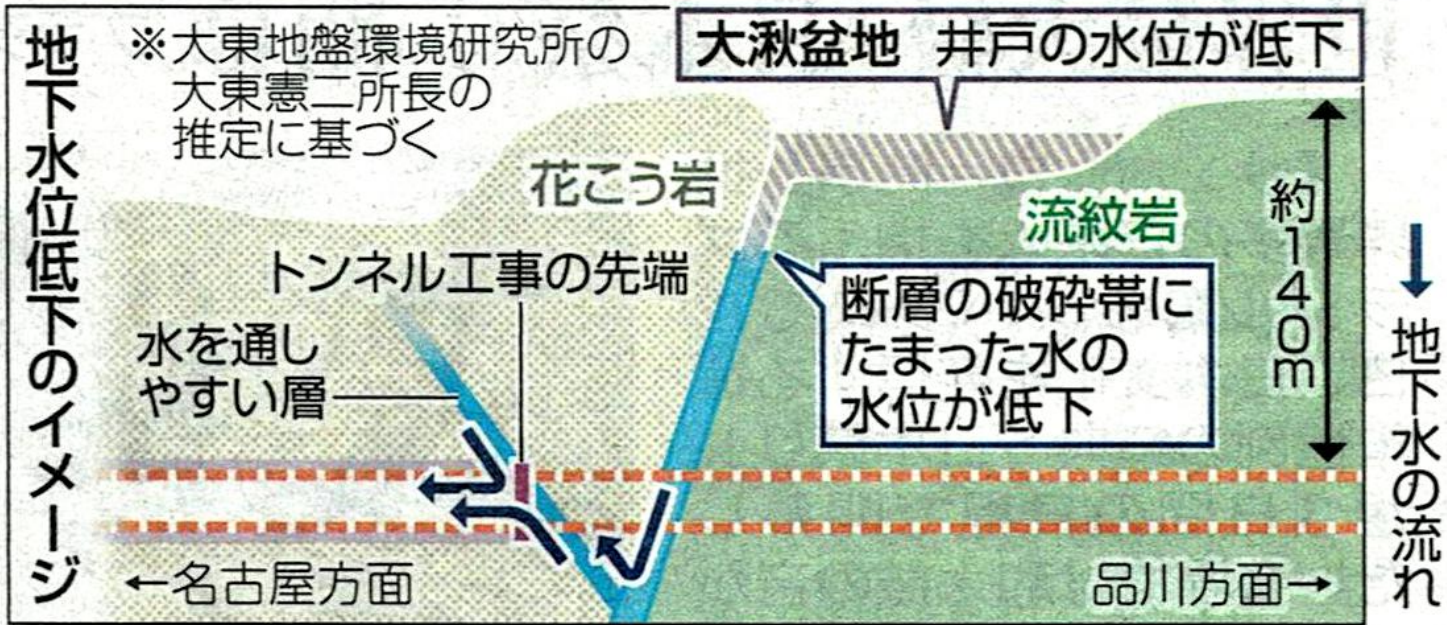 地下水位低下のイメージ
※大東地盤環境研究所の
大東憲二所長の
推定に基づく
大湫盆地 井戸の水位が低下
花こう岩
流紋岩
約140m
トンネル工事の先端
水を通し
やすい層
断層の破砕帯に
たまった水の
水位が低下
←名古屋方面
品川方面→
↓地下水の流れ